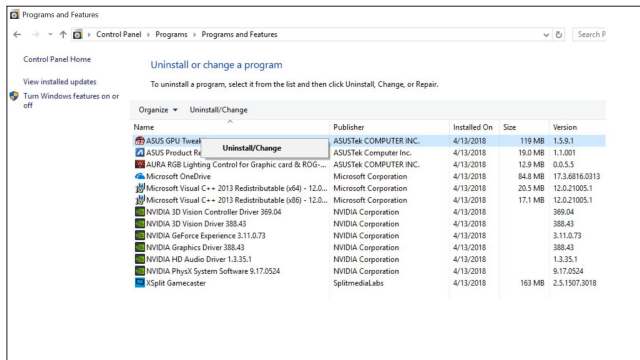 Programs and Features
Control Panel > Programs > Programs and Features
Search P
Control Panel Home
View installed updates
Turn Windows features on or
off
Uninstall or change a program
To uninstall a program, select it from the list and then click Uninstall, Change, or Repair.
Organize Uninstall/Change
Name Publisher Installed On Size Version
ASUS GPU Tweak ASUSTek COMPUTER INC. 4/13/2018 119 MB 1.5.9.1
Uninstall/Change
ASUS Product Re ASUSTek Computer Inc. 4/13/2018 19.0 MB 1.1.001
AURA RGB Lighting Control for Graphic card & ROG-... ASUSTek COMPUTER INC. 4/13/2018 12.9 MB 0.0.5.5
Microsoft OneDrive Microsoft Corporation 4/13/2018 84.8 MB 17.3.6816.0313
Microsoft Visual C++ 2013 Redistributable (x64) - 12.0... Microsoft Corporation 4/13/2018 20.5 MB 12.0.21005.1
Microsoft Visual C++ 2013 Redistributable (x86) - 12.0... Microsoft Corporation 4/13/2018 17.1 MB 12.0.21005.1
NVIDIA 3D Vision Controller Driver 369.04 NVIDIA Corporation 4/13/2018 369.04
NVIDIA 3D Vision Driver 388.43 NVIDIA Corporation 4/13/2018 388.43
NVIDIA GeForce Experience 3.11.0.73 NVIDIA Corporation 4/13/2018 3.11.0.73
NVIDIA Graphics Driver 388.43 NVIDIA Corporation 4/13/2018 388.43
NVIDIA HD Audio Driver 1.3.35.1 NVIDIA Corporation 4/13/2018 1.3.35.1
NVIDIA PhysX System Software 9.17.0524 NVIDIA Corporation 4/13/2018 9.17.0524
XSplit Gamecaster SplitmediaLabs 4/13/2018 163 MB 2.5.1507.3018